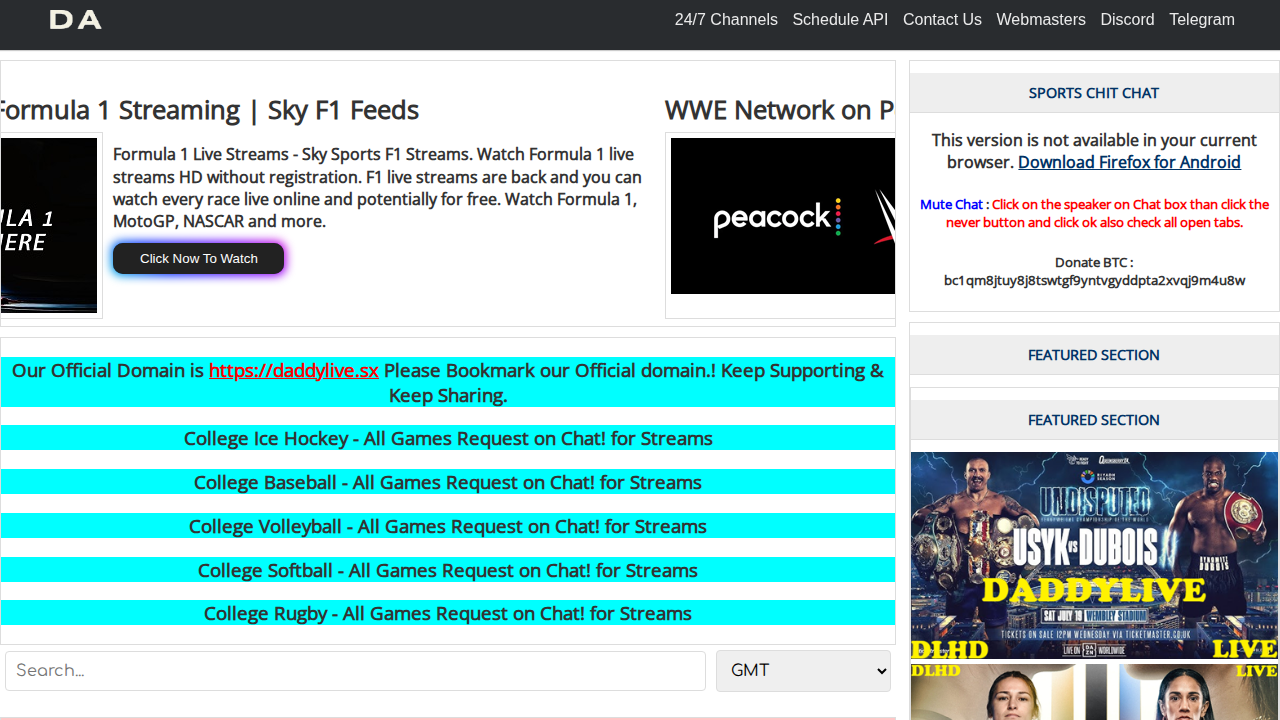 DA
24/7 Channels Schedule API Contact Us Webmasters Discord Telegram
Formula 1 Streaming | Sky F1 Feeds
LA 1
ERE
Formula 1 Live Streams - Sky Sports F1 Streams. Watch Formula 1 live
streams HD without registration. F1 live streams are back and you can
watch every race live online and potentially for free. Watch Formula 1,
MotoGP, NASCAR and more.
Click Now To Watch
WWE Network on P
peacock
Our Official Domain is https://daddylive.sx Please Bookmark our Official domain.! Keep Supporting &
Keep Sharing.
College Ice Hockey - All Games Request on Chat! for Streams
College Baseball - All Games Request on Chat! for Streams
College Volleyball - All Games Request on Chat! for Streams
College Softball - All Games Request on Chat! for Streams
College Rugby - All Games Request on Chat! for Streams
Search...
GMT
SPORTS CHIT CHAT
This version is not available in your current
browser. Download Firefox for Android
Mute Chat : Click on the speaker on Chat box than click the
never button and click ok also check all open tabs.
Donate BTC :
bc1qm8jtuy8j8tswtgf9yntvgyddpta2xvqj9m4u8w
FEATURED SECTION
FEATURED SECTION
RIYADH
SEASON
UNDISPUTED
USYK VS DUBOIS
DADDYLIVE
SAT JULY 19 WEMBLEY STADIUM
TICKETS ON SALE 12PM WEDNESDAY VIA TICKETMASTER.CO.UK
LIVE ON DAZN WORLDWIDE
DLHD LIVE
DLHD LIVE